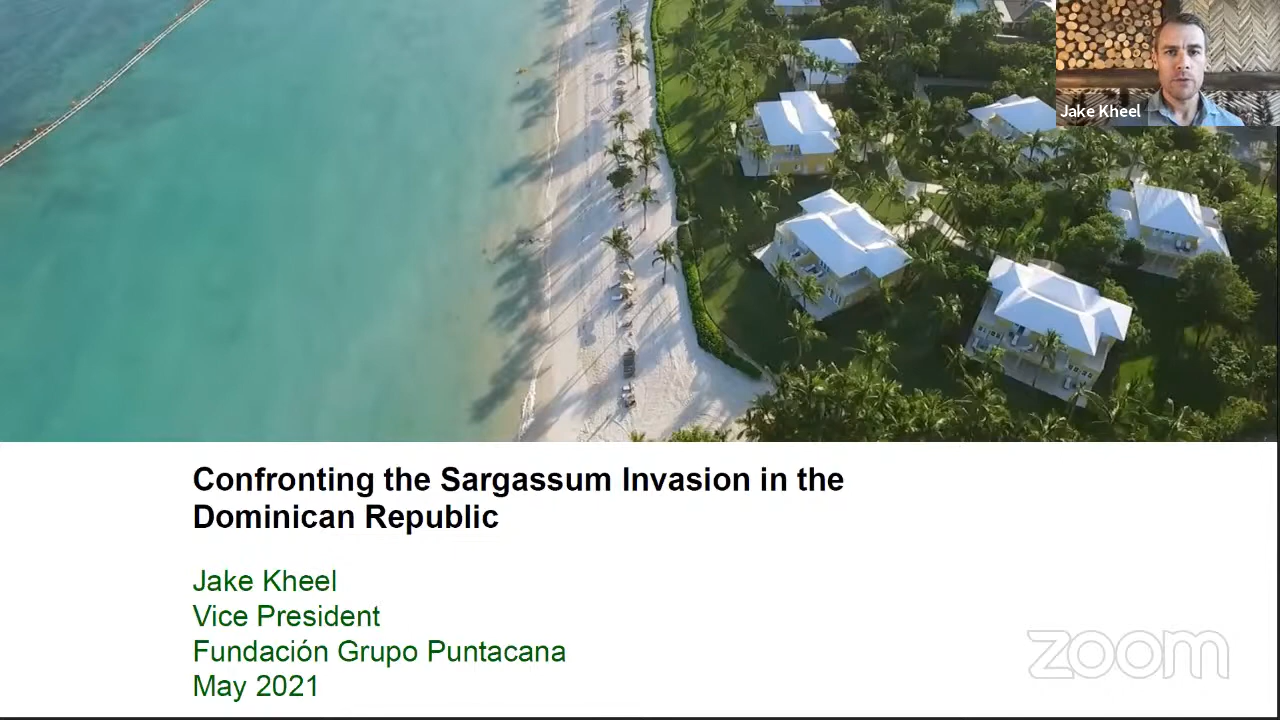 Jake Kheel
Confronting the Sargassum Invasion in the
Dominican Republic
Jake Kheel
Vice President
Fundación Grupo Puntacana
May 2021
zoom